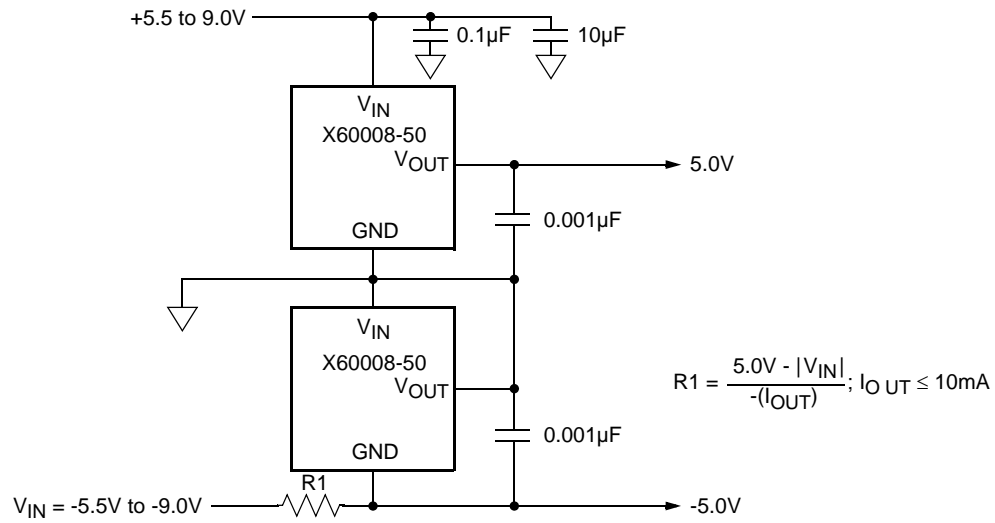 +5.5 to 9.0V
0.1µF
10µF
VIN
X60008-50
VOUT
5.0V
0.001µF
GND
VIN
X60008-50
VOUT
R1 = 5.0V - |VIN| / -(IOUT) ; IO UT ≤ 10mA
0.001µF
GND
R1
VIN = -5.5V to -9.0V
-5.0V